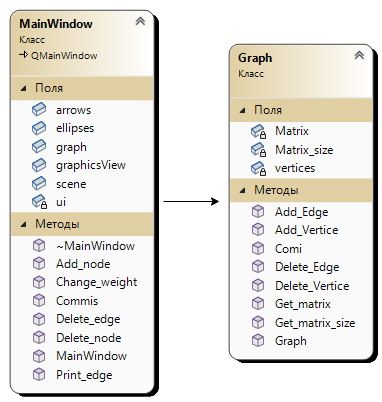 MainWindow
Класс
QMainWindow
Поля
arrows
ellipses
graph
graphicsView
scene
ui
Методы
~MainWindow
Add_node
Change_weight
Commis
Delete_edge
Delete_node
MainWindow
Print_edge
Graph
Класс
Поля
Matrix
Matrix_size
vertices
Методы
Add_Edge
Add_Vertice
Comi
Delete_Edge
Delete_Vertice
Get_matrix
Get_matrix_size
Graph